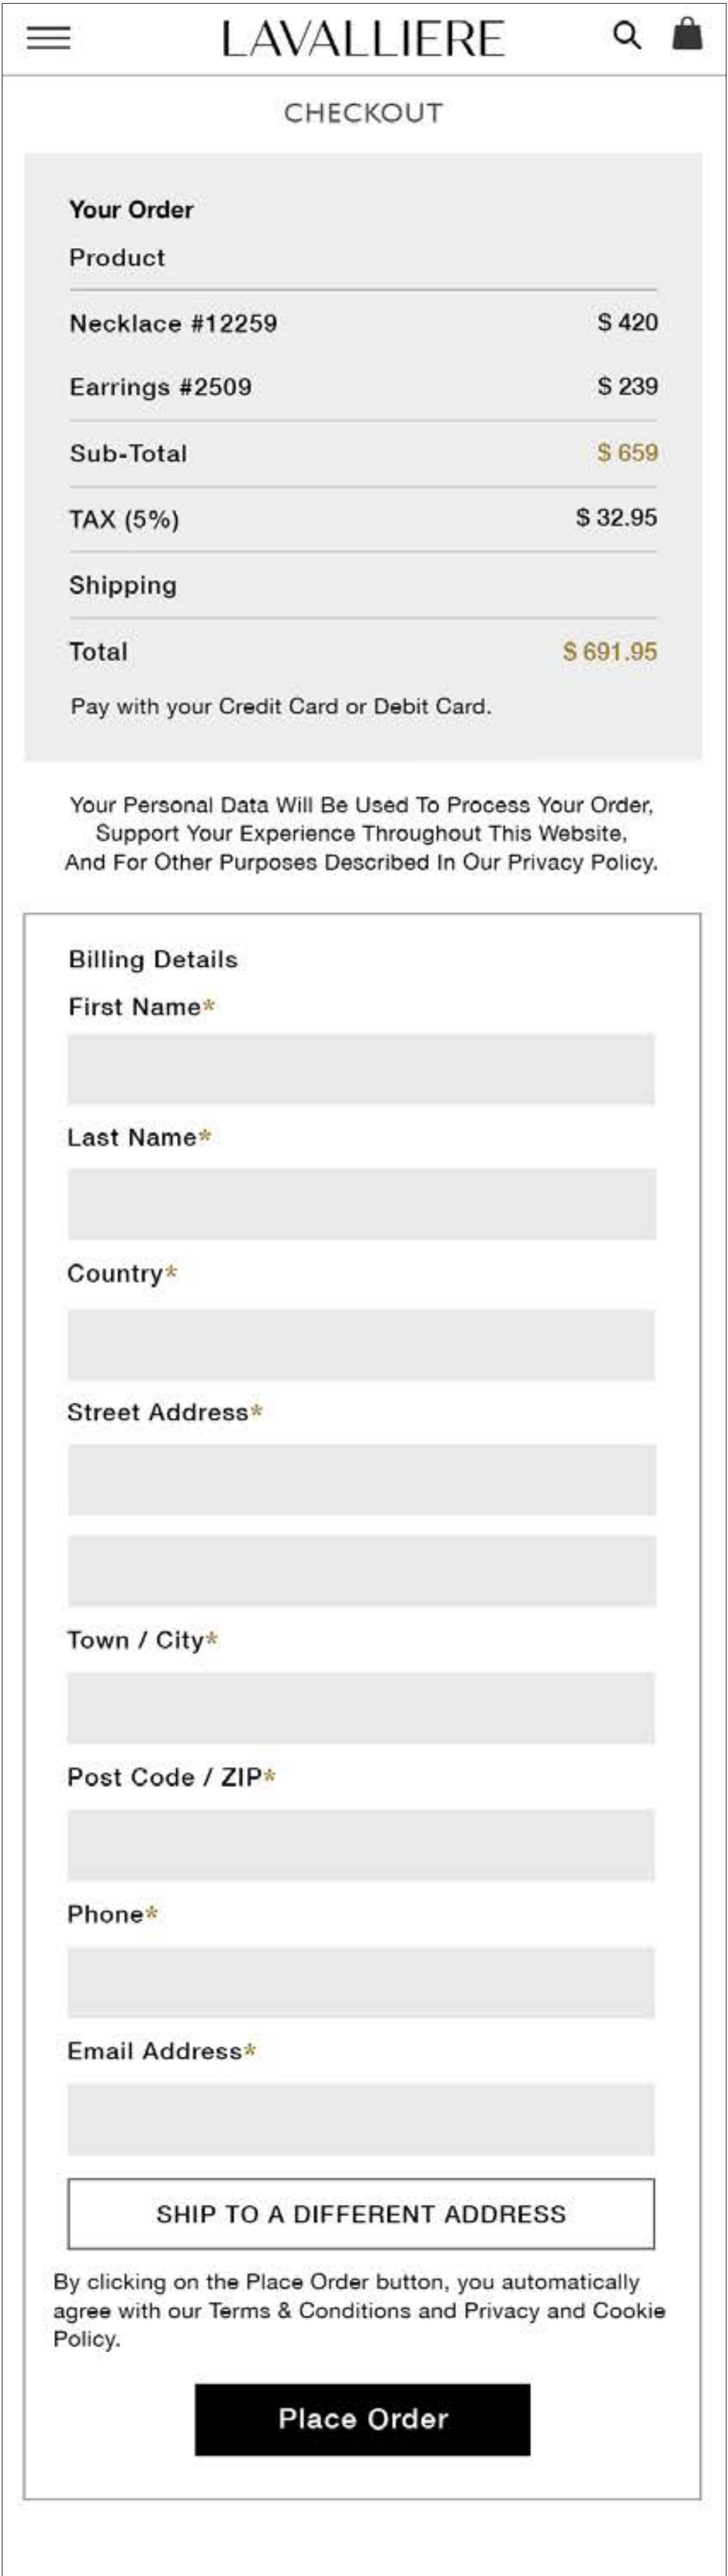 LAVALLIERE
CHECKOUT
Your Order
Product
Necklace #12259 $ 420
Earrings #2509 $ 239
Sub-Total $ 659
TAX (5%) $ 32.95
Shipping
Total $ 691.95
Pay with your Credit Card or Debit Card.
Your Personal Data Will Be Used To Process Your Order,
Support Your Experience Throughout This Website,
And For Other Purposes Described In Our Privacy Policy.
Billing Details
First Name*
Last Name*
Country*
Street Address*
Town / City*
Post Code / ZIP*
Phone*
Email Address*
SHIP TO A DIFFERENT ADDRESS
By clicking on the Place Order button, you automatically
agree with our Terms & Conditions and Privacy and Cookie
Policy.
Place Order